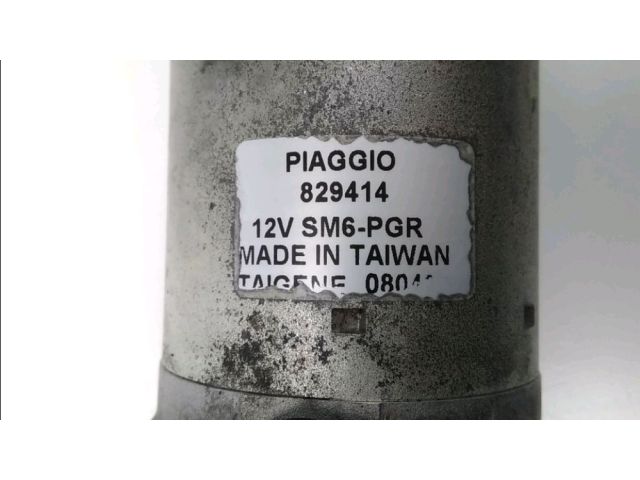 PIAGGIO
829414
12V SM6-PGR
MADE IN TAIWAN
TAIGENE